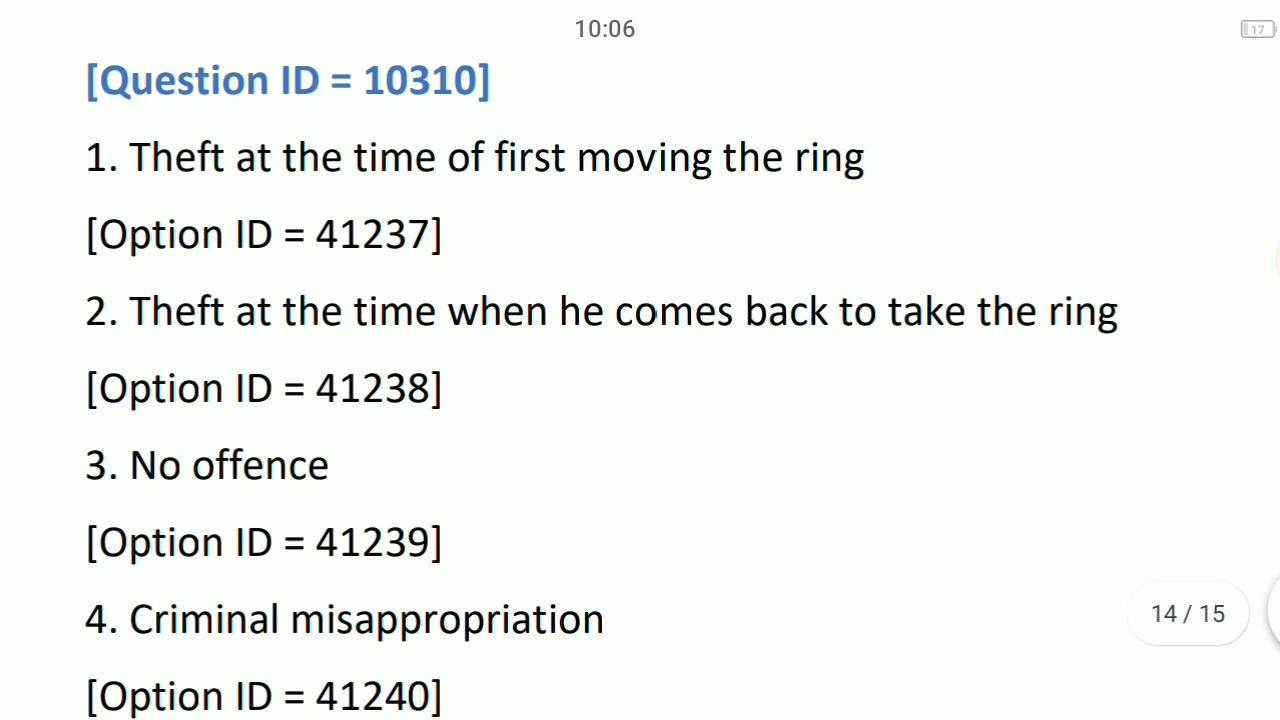 10:06
17
[Question ID = 10310]
1. Theft at the time of first moving the ring
[Option ID = 41237]
2. Theft at the time when he comes back to take the ring
[Option ID = 41238]
3. No offence
[Option ID = 41239]
4. Criminal misappropriation
14 / 15
[Option ID = 41240]